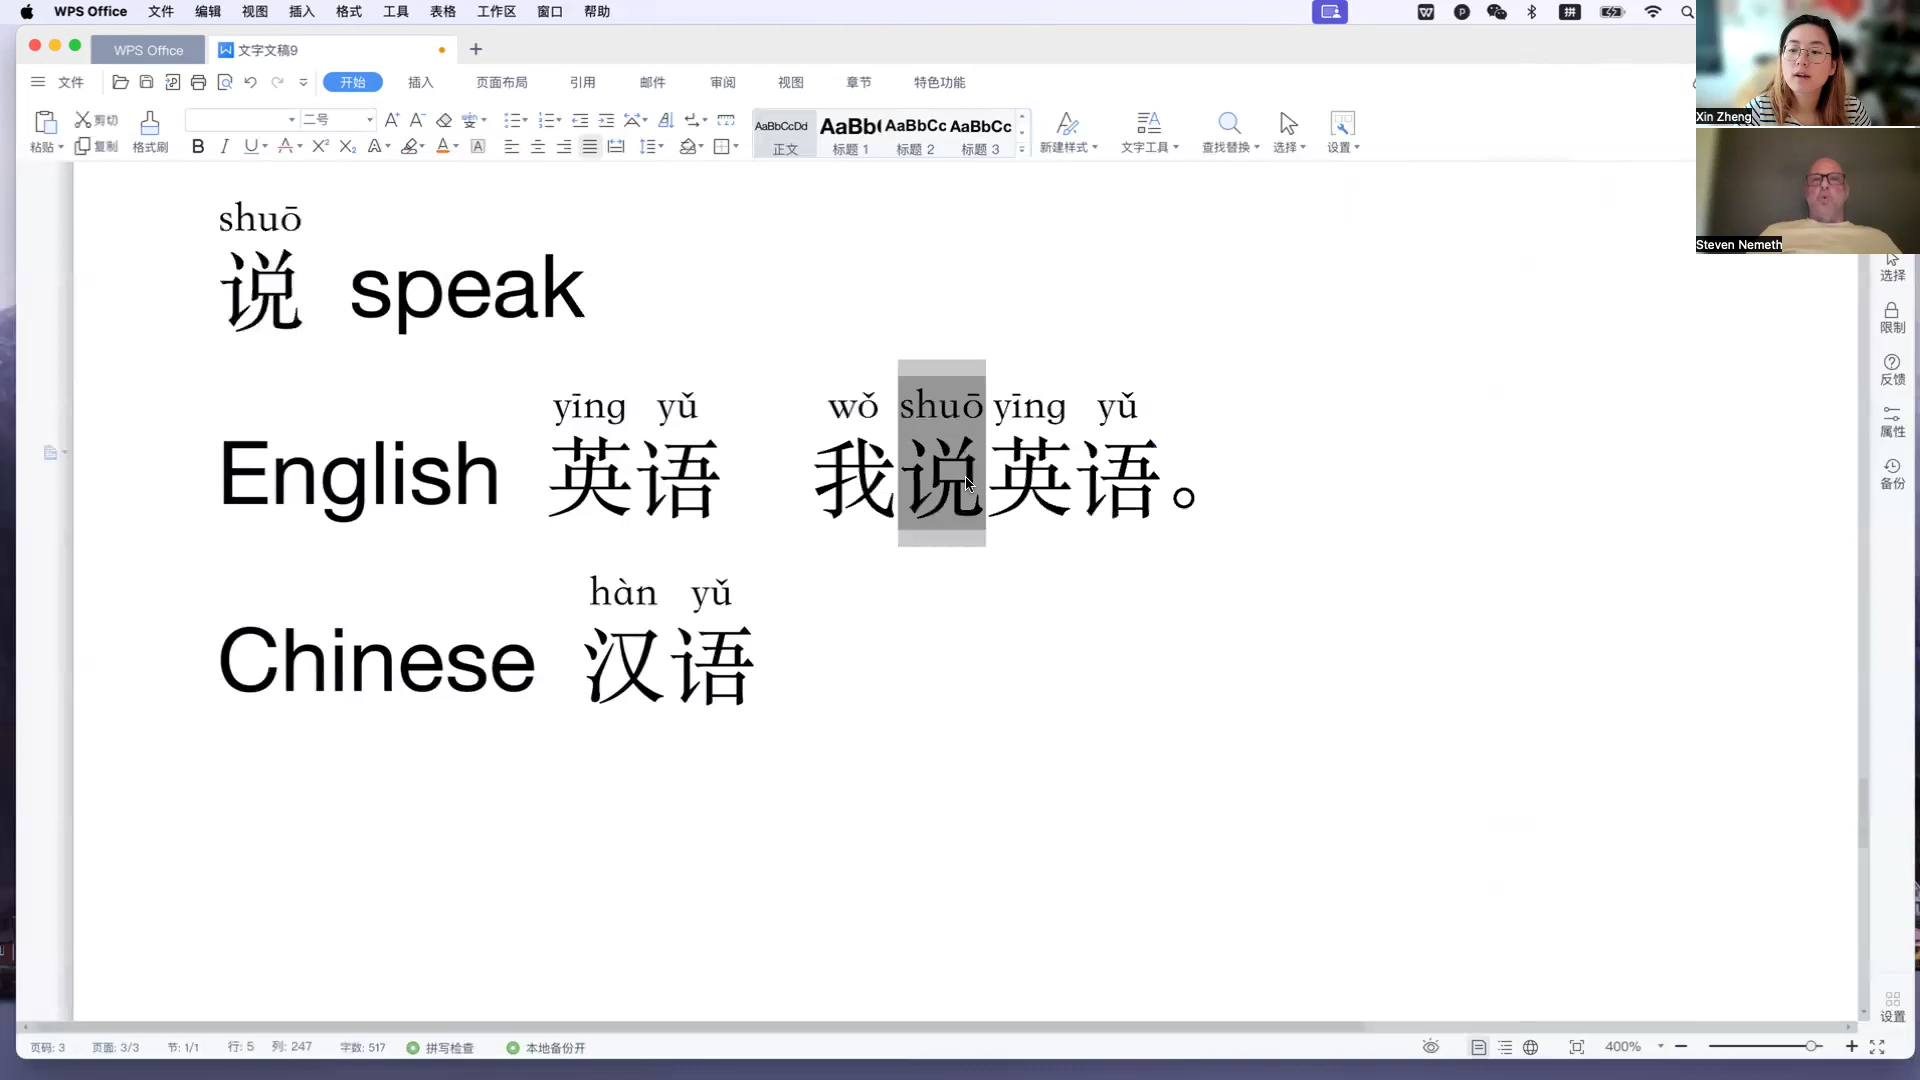 WPS Office 文件 编辑 视图 插入 格式 工具 表格 工作区 窗口 帮助
WPS Office 文字文稿9
文件 开始 插入 页面布局 引用 邮件 审阅 视图 章节 特色功能
粘贴 剪切 复制 格式刷 二号
AaBbCcDd AaBb( AaBbCc AaBbCc
正文 标题 1 标题 2 标题 3 新建样式 文字工具 查找替换 选择 设置
Xin Zheng
Steven Nemeth
shuō
说 speak
yīng yǔ wǒ shuō yīng yǔ
English 英语 我说英语。
hàn yǔ
Chinese 汉语
选择
限制
反馈
属性
备份
设置
页码: 3 页面: 3/3 节: 1/1 行: 5 列: 247 字数: 517 拼写检查 本地备份开 400%